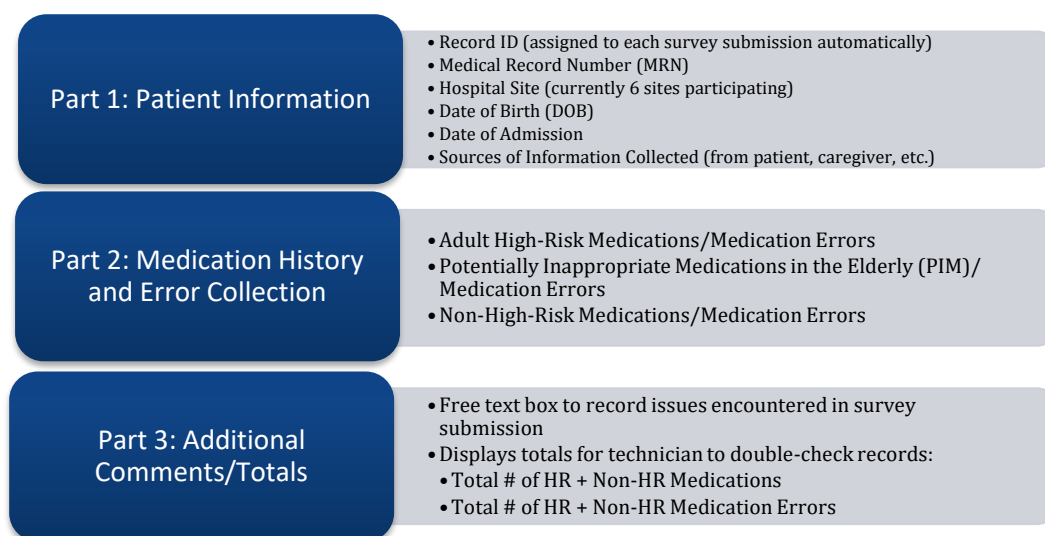 Part 1: Patient Information
• Record ID (assigned to each survey submission automatically)
• Medical Record Number (MRN)
• Hospital Site (currently 6 sites participating)
• Date of Birth (DOB)
• Date of Admission
• Sources of Information Collected (from patient, caregiver, etc.)
Part 2: Medication History
and Error Collection
• Adult High-Risk Medications/Medication Errors
• Potentially Inappropriate Medications in the Elderly (PIM)/
Medication Errors
• Non-High-Risk Medications/Medication Errors
Part 3: Additional
Comments/Totals
• Free text box to record issues encountered in survey
submission
• Displays totals for technician to double-check records:
• Total # of HR + Non-HR Medications
• Total # of HR + Non-HR Medication Errors